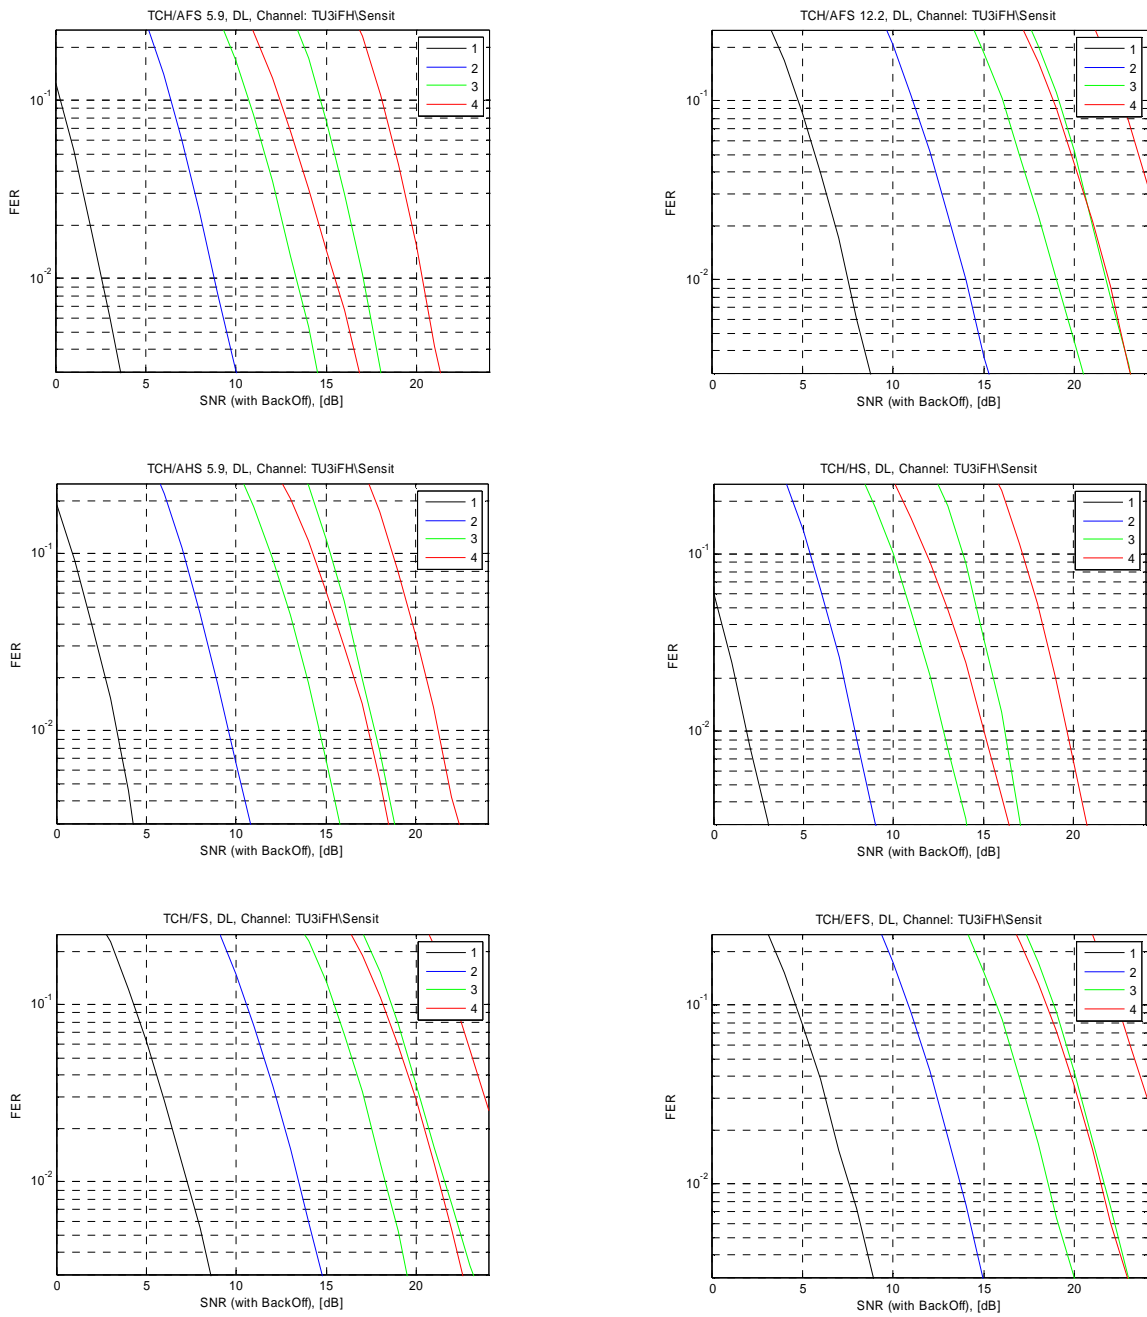 TCH/AFS 5.9, DL, Channel: TU3iFH\Sensit
1
2
3
4
10^-1
10^-2
FER
0 5 10 15 20
SNR (with BackOff), [dB]
TCH/AFS 12.2, DL, Channel: TU3iFH\Sensit
1
2
3
4
10^-1
10^-2
FER
0 5 10 15 20
SNR (with BackOff), [dB]
TCH/AHS 5.9, DL, Channel: TU3iFH\Sensit
1
2
3
4
10^-1
10^-2
FER
0 5 10 15 20
SNR (with BackOff), [dB]
TCH/HS, DL, Channel: TU3iFH\Sensit
1
2
3
4
10^-1
10^-2
FER
0 5 10 15 20
SNR (with BackOff), [dB]
TCH/FS, DL, Channel: TU3iFH\Sensit
1
2
3
4
10^-1
10^-2
FER
0 5 10 15 20
SNR (with BackOff), [dB]
TCH/EFS, DL, Channel: TU3iFH\Sensit
1
2
3
4
10^-1
10^-2
FER
0 5 10 15 20
SNR (with BackOff), [dB]